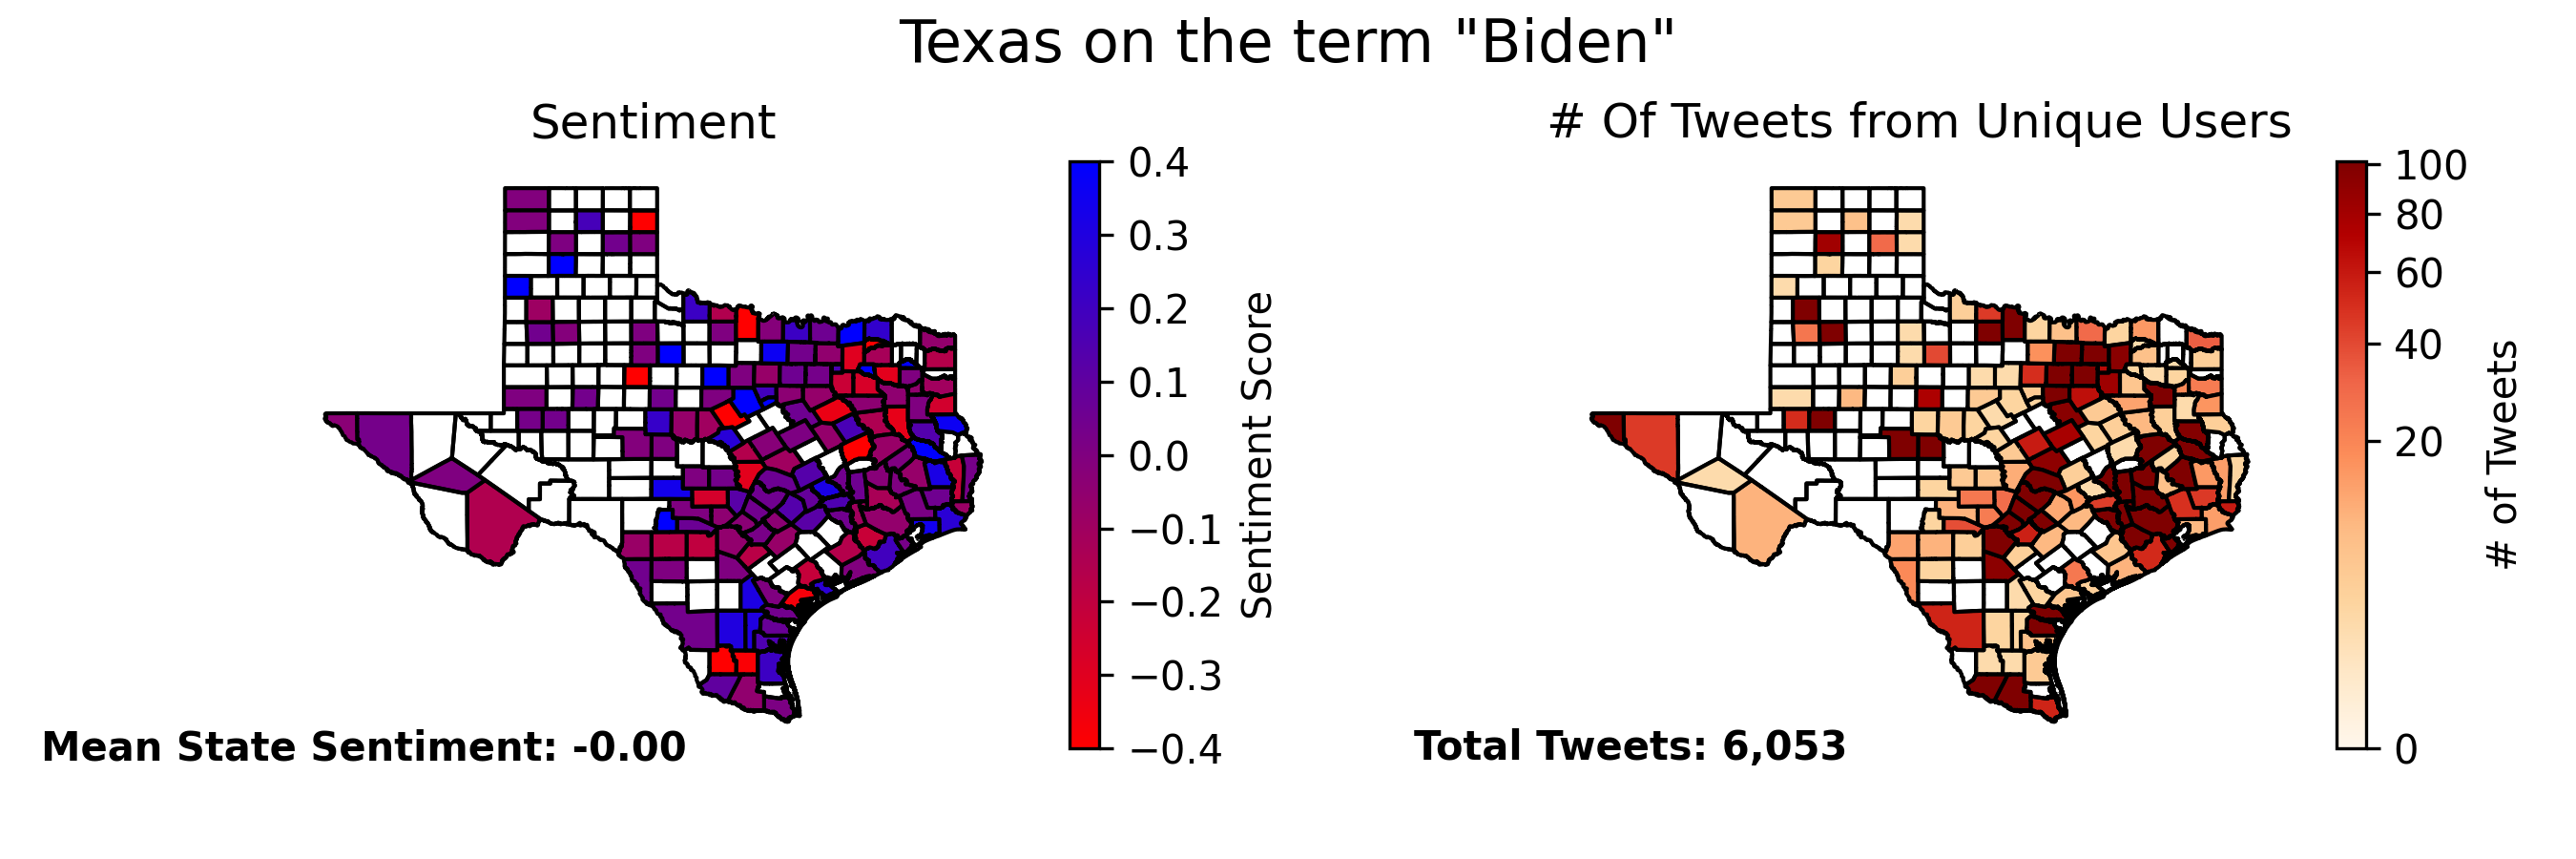 Texas on the term "Biden"
Sentiment
0.4
0.3
0.2
0.1
0.0
−0.1
−0.2
−0.3
−0.4
Sentiment Score
Mean State Sentiment: -0.00
# Of Tweets from Unique Users
100
80
60
40
20
0
# of Tweets
Total Tweets: 6,053